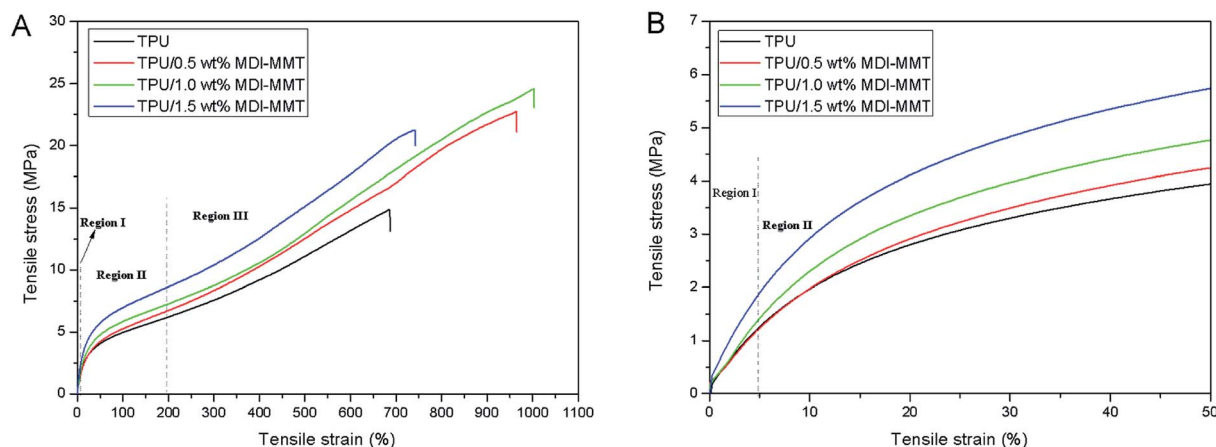 A
TPU
TPU/0.5 wt% MDI-MMT
TPU/1.0 wt% MDI-MMT
TPU/1.5 wt% MDI-MMT
Region I
Region II
Region III
Tensile stress (MPa)
30
25
20
15
10
5
0
0 100 200 300 400 500 600 700 800 900 1000 1100
Tensile strain (%)
B
TPU
TPU/0.5 wt% MDI-MMT
TPU/1.0 wt% MDI-MMT
TPU/1.5 wt% MDI-MMT
Region I
Region II
Tensile stress (MPa)
7
6
5
4
3
2
1
0
0 10 20 30 40 50
Tensile strain (%)